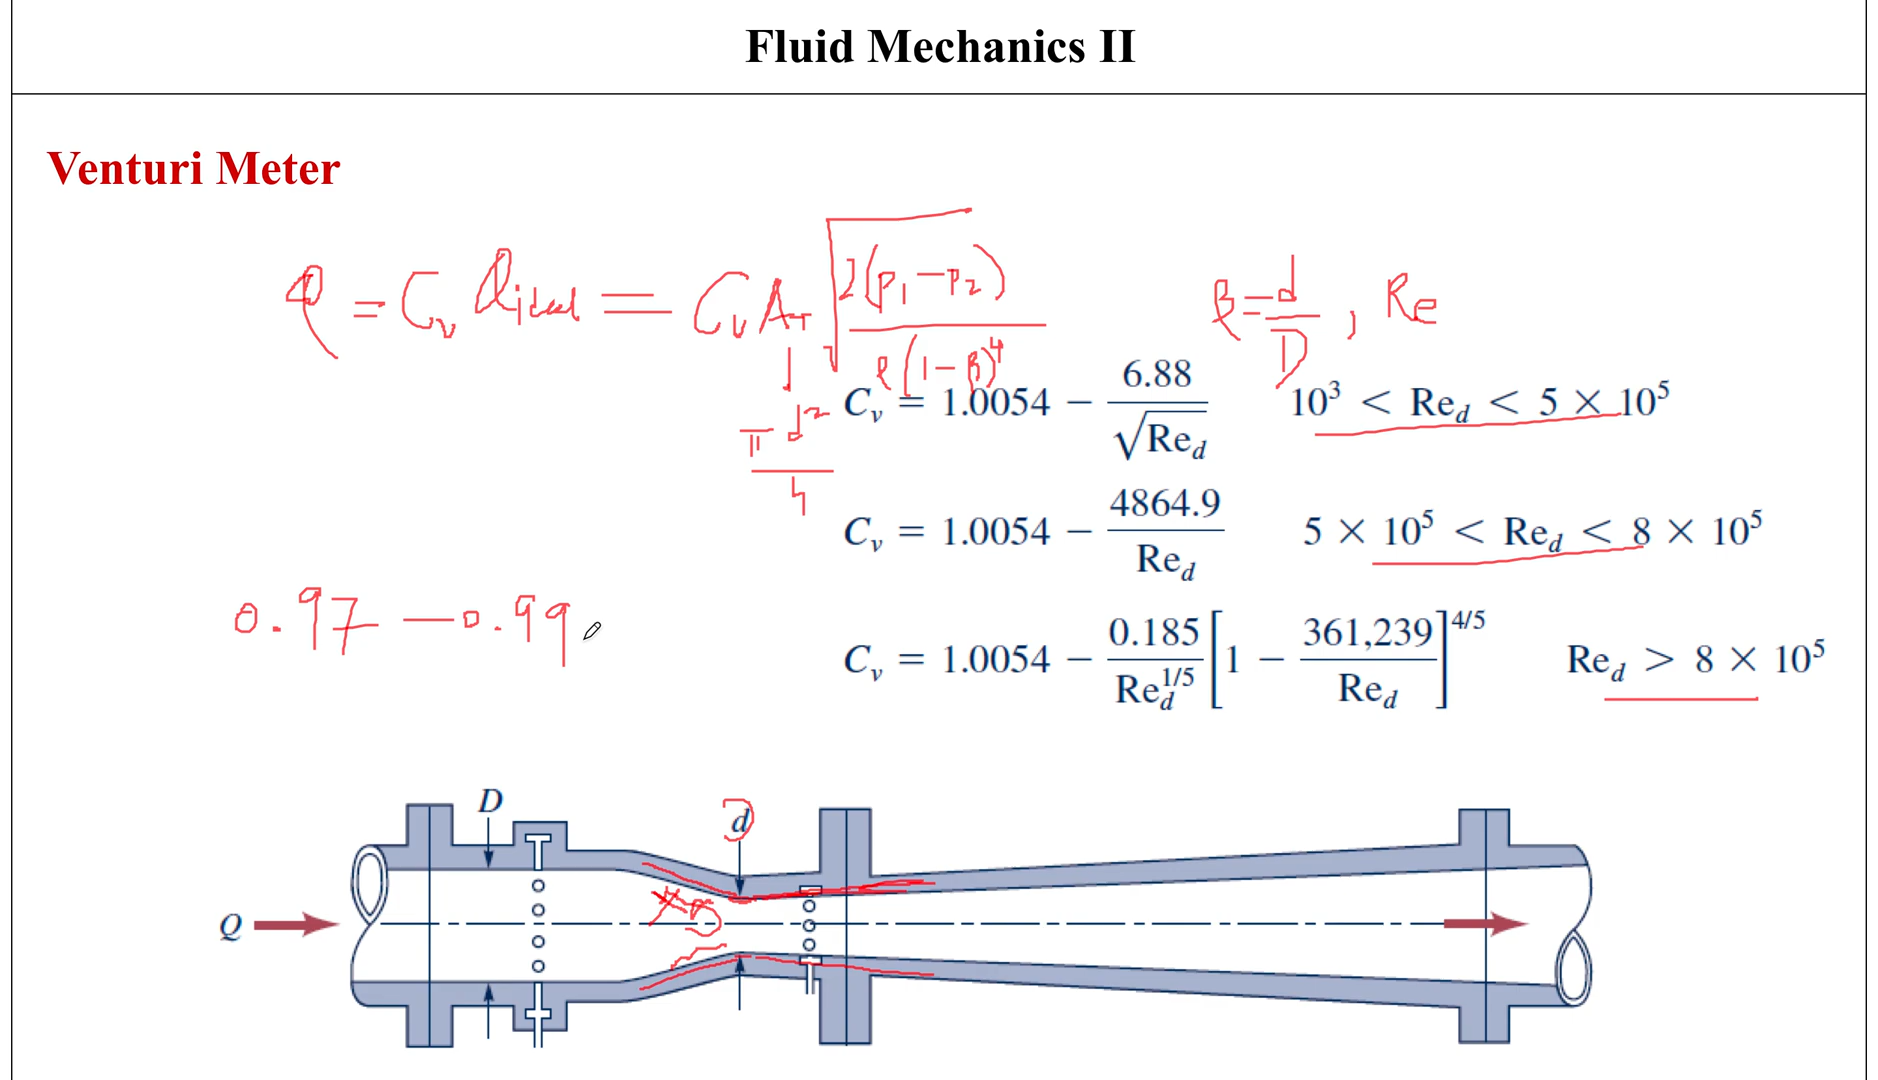 Fluid Mechanics II
Venturi Meter
Q = Cv Qideal = Cv AT √(2(p1 − p2) / ρ(1 − β)^4)
β = d/D, Re
πd²/4
Cv = 1.0054 − 6.88/√Red    10³ < Red < 5 × 10⁵
Cv = 1.0054 − 4864.9/Red    5 × 10⁵ < Red < 8 × 10⁵
0.97 — 0.99
Cv = 1.0054 − 0.185/Red^1/5 [1 − 361,239/Red]^4/5    Red > 8 × 10⁵
D
d
Q